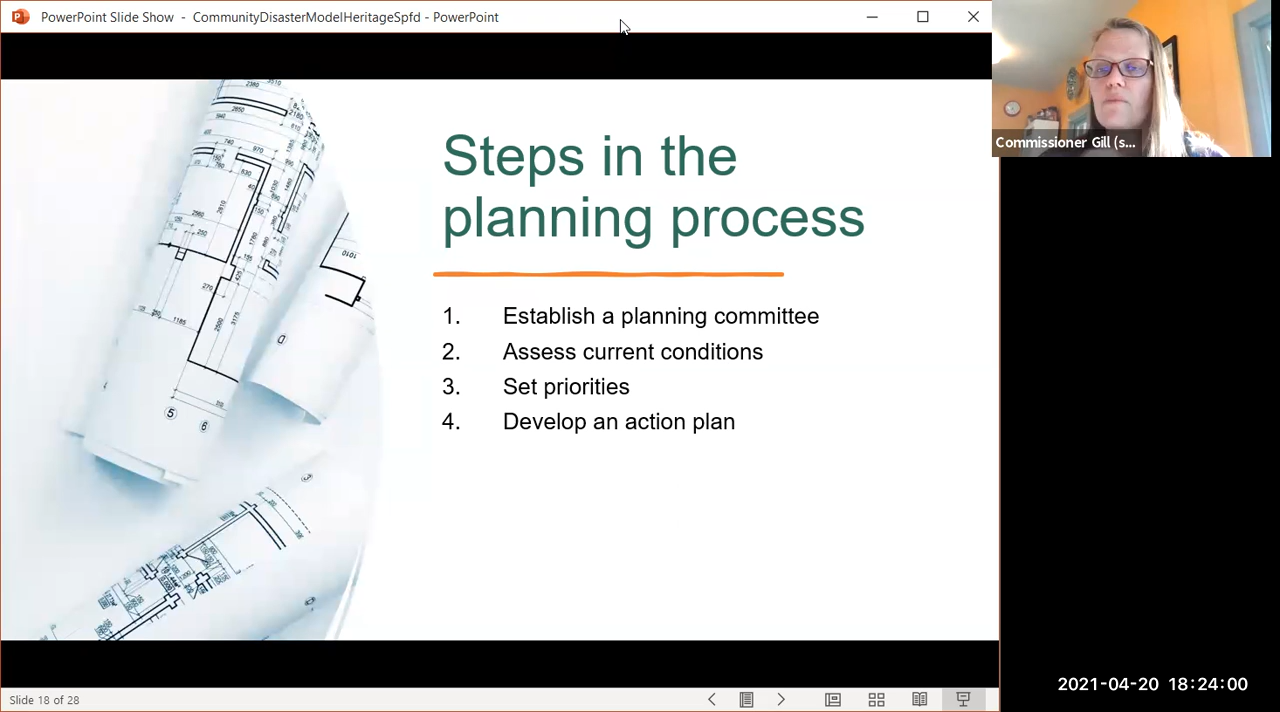 PowerPoint Slide Show - CommunityDisasterModelHeritageSpfd - PowerPoint
Commissioner Gill (s...
Steps in the
planning process
1. Establish a planning committee
2. Assess current conditions
3. Set priorities
4. Develop an action plan
Slide 18 of 28
2021-04-20 18:24:00